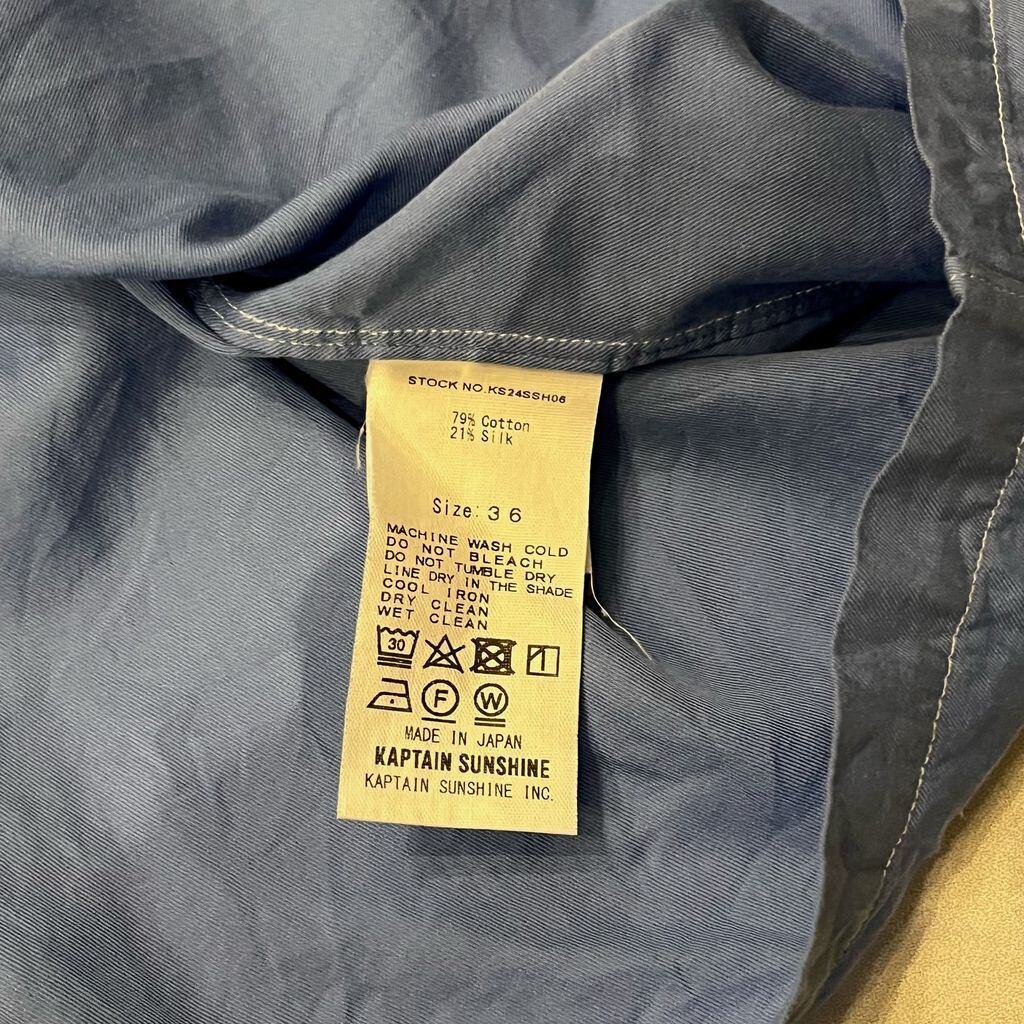 STOCK NO.KS24SSH06
79% Cotton
21% Silk
Size: 36
MACHINE WASH COLD
DO NOT BLEACH
DO NOT TUMBLE DRY
LINE DRY IN THE SHADE
COOL IRON
DRY CLEAN
WET CLEAN
30
F W
MADE IN JAPAN
KAPTAIN SUNSHINE
KAPTAIN SUNSHINE INC.